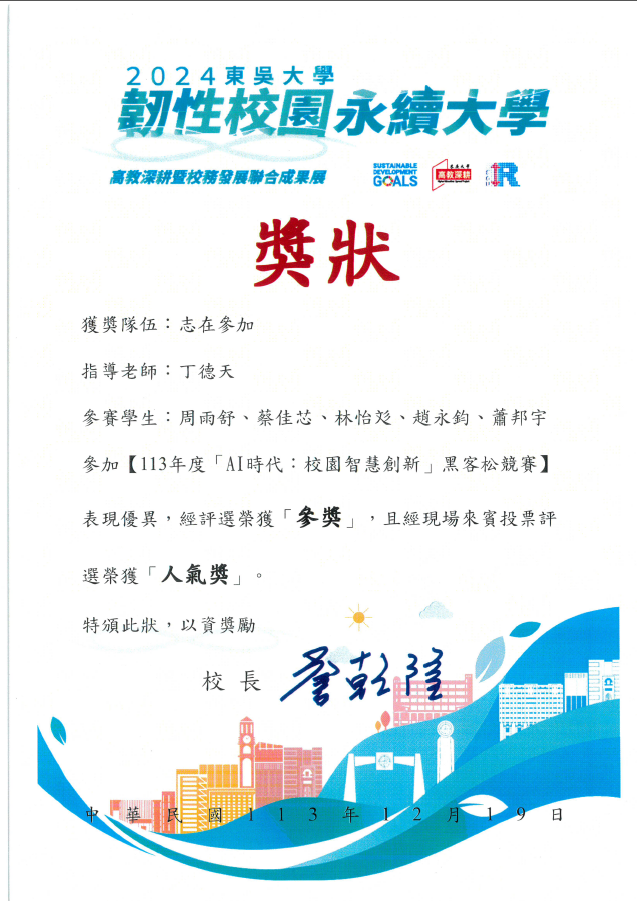 2024東吳大學
韌性校園永續大學
高教深耕暨校務發展聯合成果展
SUSTAINABLE
DEVELOPMENT
GOALS
東吳大學
高教深耕
IR
獎狀
獲獎隊伍：志在參加
指導老師：丁德天
參賽學生：周雨舒、蔡佳芯、林怡彣、趙永鈞、蕭邦宇
參加【113年度「AI時代：校園智慧創新」黑客松競賽】
表現優異，經評選榮獲「參獎」，且經現場來賓投票評
選榮獲「人氣獎」。
特頒此狀，以資獎勵
校長 詹乾隆
中華民國113年12月19日